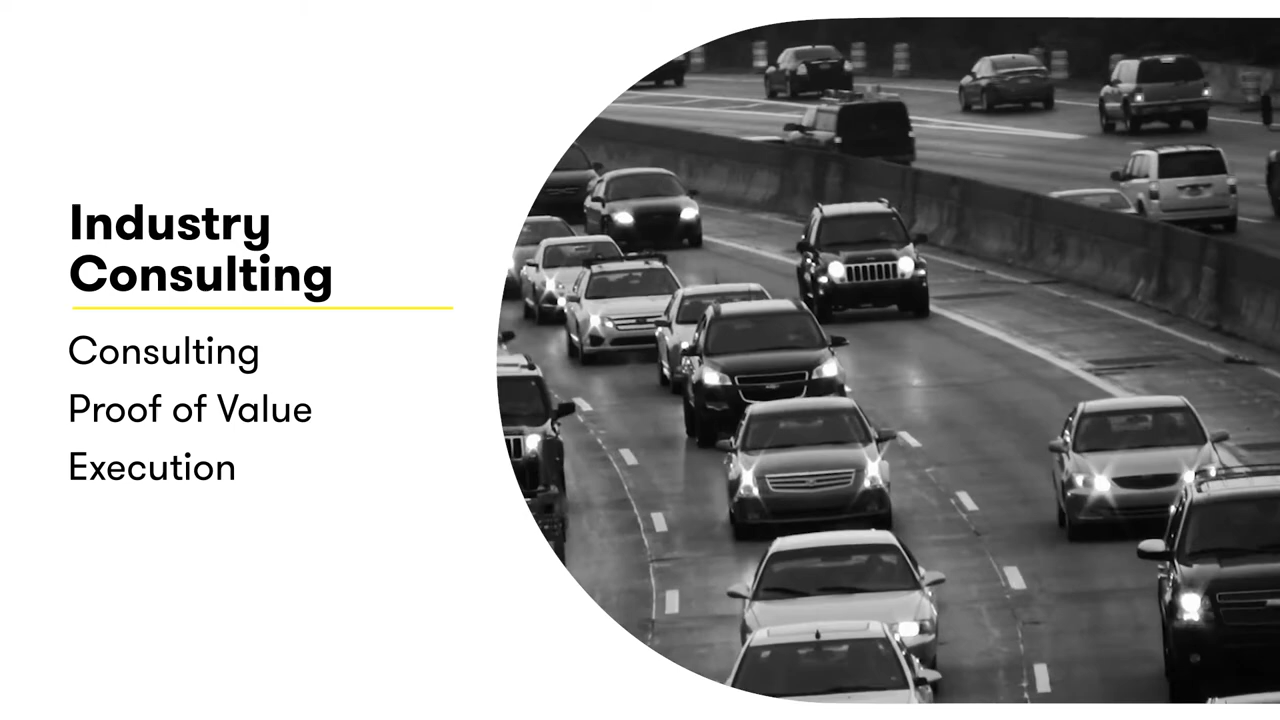 Industry
Consulting
Consulting
Proof of Value
Execution